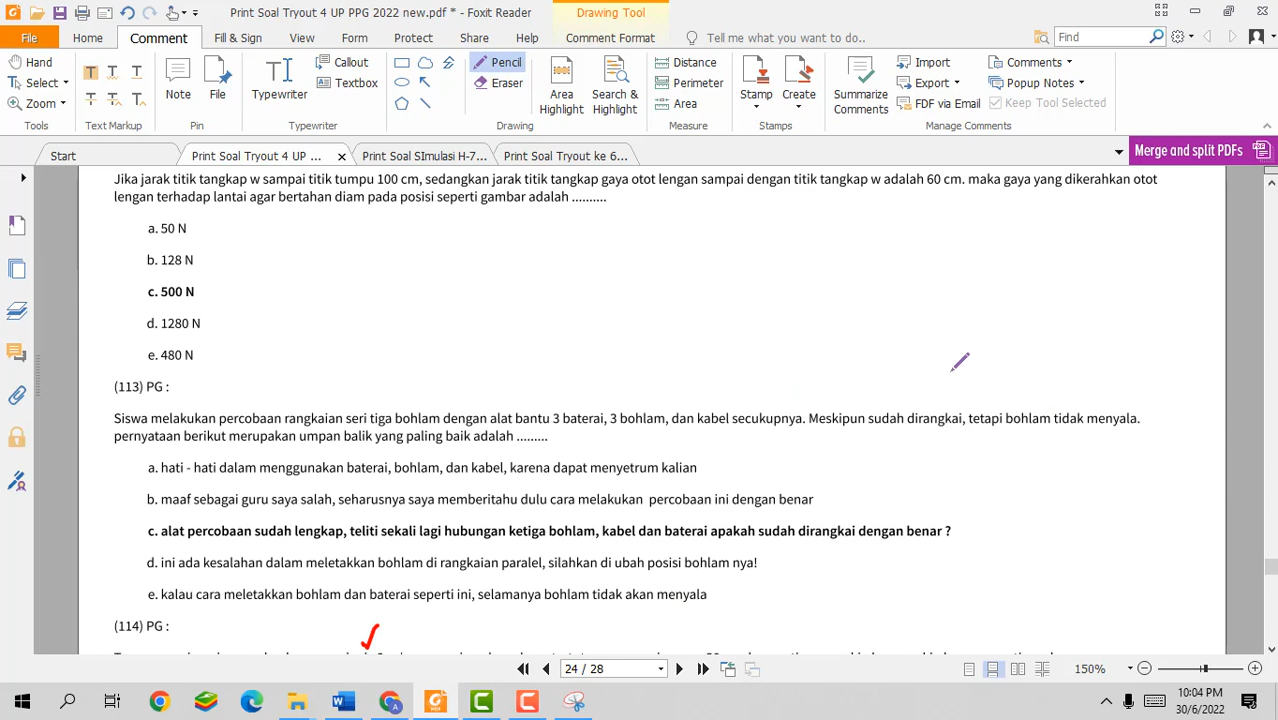 Print Soal Tryout 4 UP PPG 2022 new.pdf * - Foxit Reader
Drawing Tool
File
Home
Comment
Fill & Sign
View
Form
Protect
Share
Help
Comment Format
Tell me what you want to do..
Find
Hand
Select
Zoom
Tools
Text Markup
Note
File
Pin
Typewriter
Callout
Textbox
Typewriter
Pencil
Eraser
Area
Highlight
Search &
Highlight
Drawing
Distance
Perimeter
Area
Measure
Stamp
Create
Stamps
Summarize
Comments
Import
Export
FDF via Email
Comments
Popup Notes
Keep Tool Selected
Manage Comments
Start
Print Soal Tryout 4 UP ...
Print Soal SImulasi H-7...
Print Soal Tryout ke 6...
Merge and split PDFs
Jika jarak titik tangkap w sampai titik tumpu 100 cm, sedangkan jarak titik tangkap gaya otot lengan sampai dengan titik tangkap w adalah 60 cm. maka gaya yang dikerahkan otot
lengan terhadap lantai agar bertahan diam pada posisi seperti gambar adalah ..........
a. 50 N
b. 128 N
c. 500 N
d. 1280 N
e. 480 N
(113) PG :
Siswa melakukan percobaan rangkaian seri tiga bohlam dengan alat bantu 3 baterai, 3 bohlam, dan kabel secukupnya. Meskipun sudah dirangkai, tetapi bohlam tidak menyala.
pernyataan berikut merupakan umpan balik yang paling baik adalah .........
a. hati - hati dalam menggunakan baterai, bohlam, dan kabel, karena dapat menyetrum kalian
b. maaf sebagai guru saya salah, seharusnya saya memberitahu dulu cara melakukan percobaan ini dengan benar
c. alat percobaan sudah lengkap, teliti sekali lagi hubungan ketiga bohlam, kabel dan baterai apakah sudah dirangkai dengan benar ?
d. ini ada kesalahan dalam meletakkan bohlam di rangkaian paralel, silahkan di ubah posisi bohlam nya!
e. kalau cara meletakkan bohlam dan baterai seperti ini, selamanya bohlam tidak akan menyala
(114) PG :
24 / 28
150%
10:04 PM
30/6/2022